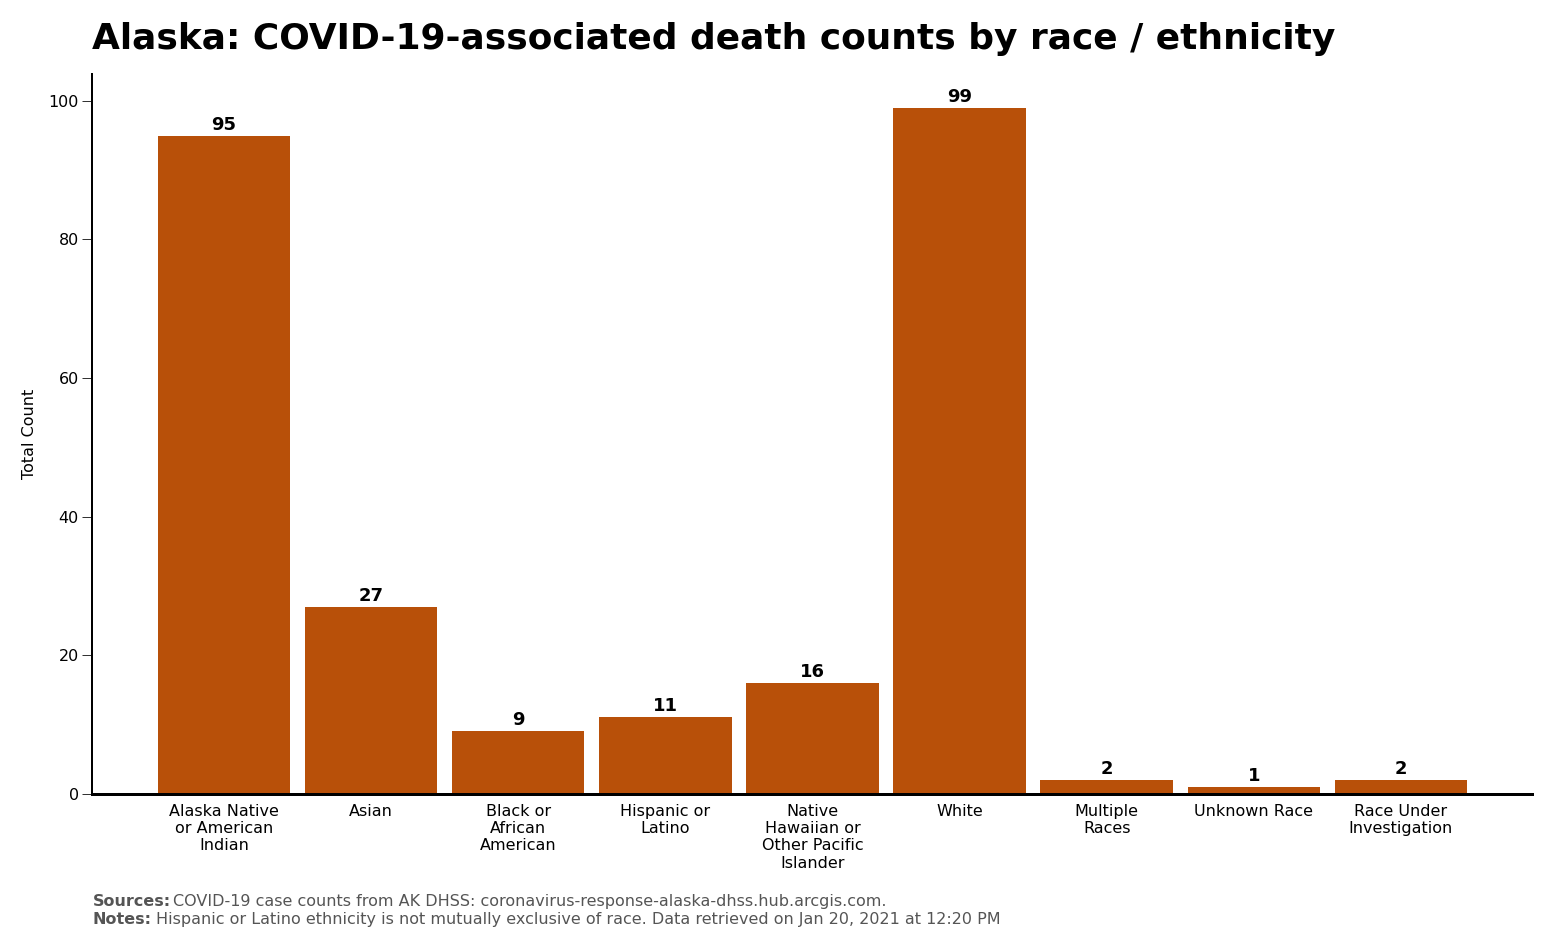 Alaska: COVID-19-associated death counts by race / ethnicity
Total Count
100
80
60
40
20
0
95
27
9
11
16
99
2
1
2
Alaska Native
or American
Indian
Asian
Black or
African
American
Hispanic or
Latino
Native
Hawaiian or
Other Pacific
Islander
White
Multiple
Races
Unknown Race
Race Under
Investigation
Sources: COVID-19 case counts from AK DHSS: coronavirus-response-alaska-dhss.hub.arcgis.com.
Notes: Hispanic or Latino ethnicity is not mutually exclusive of race. Data retrieved on Jan 20, 2021 at 12:20 PM